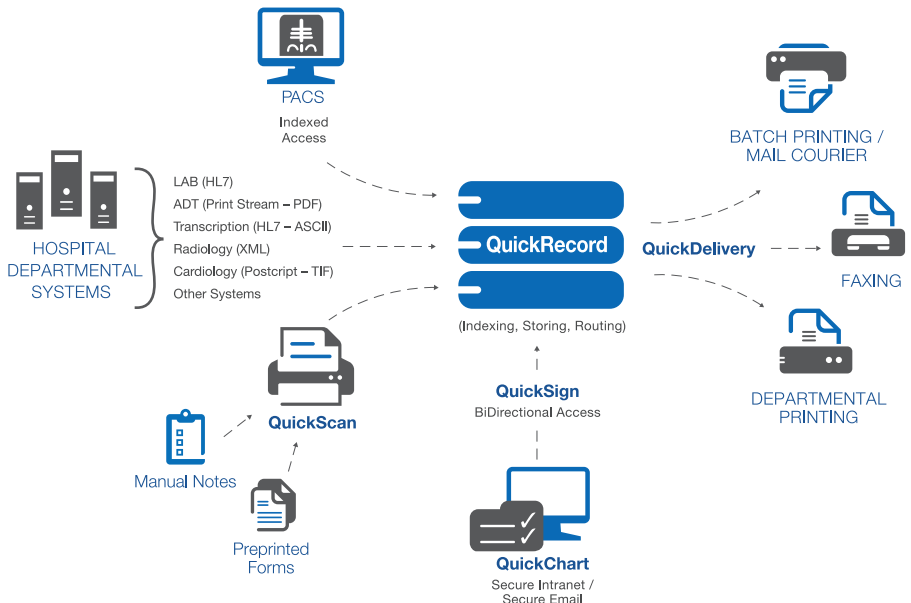 PACS
Indexed
Access
BATCH PRINTING /
MAIL COURIER
HOSPITAL
DEPARTMENTAL
SYSTEMS
LAB (HL7)
ADT (Print Stream – PDF)
Transcription (HL7 – ASCII)
Radiology (XML)
Cardiology (Postcript – TIF)
Other Systems
QuickRecord
(Indexing, Storing, Routing)
QuickDelivery
FAXING
DEPARTMENTAL
PRINTING
QuickScan
Manual Notes
Preprinted
Forms
QuickSign
BiDirectional Access
QuickChart
Secure Intranet /
Secure Email